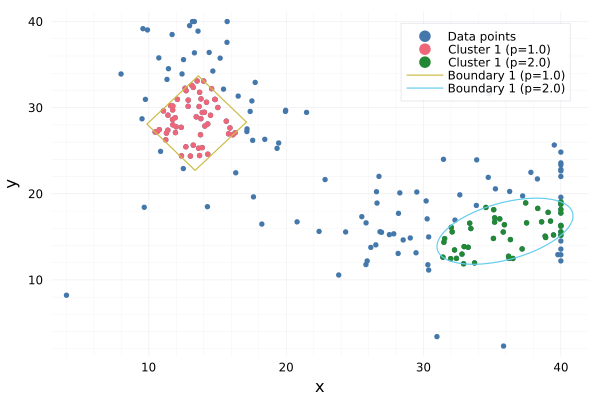 40
30
20
10
y
10 20 30 40
x
Data points
Cluster 1 (p=1.0)
Cluster 1 (p=2.0)
Boundary 1 (p=1.0)
Boundary 1 (p=2.0)